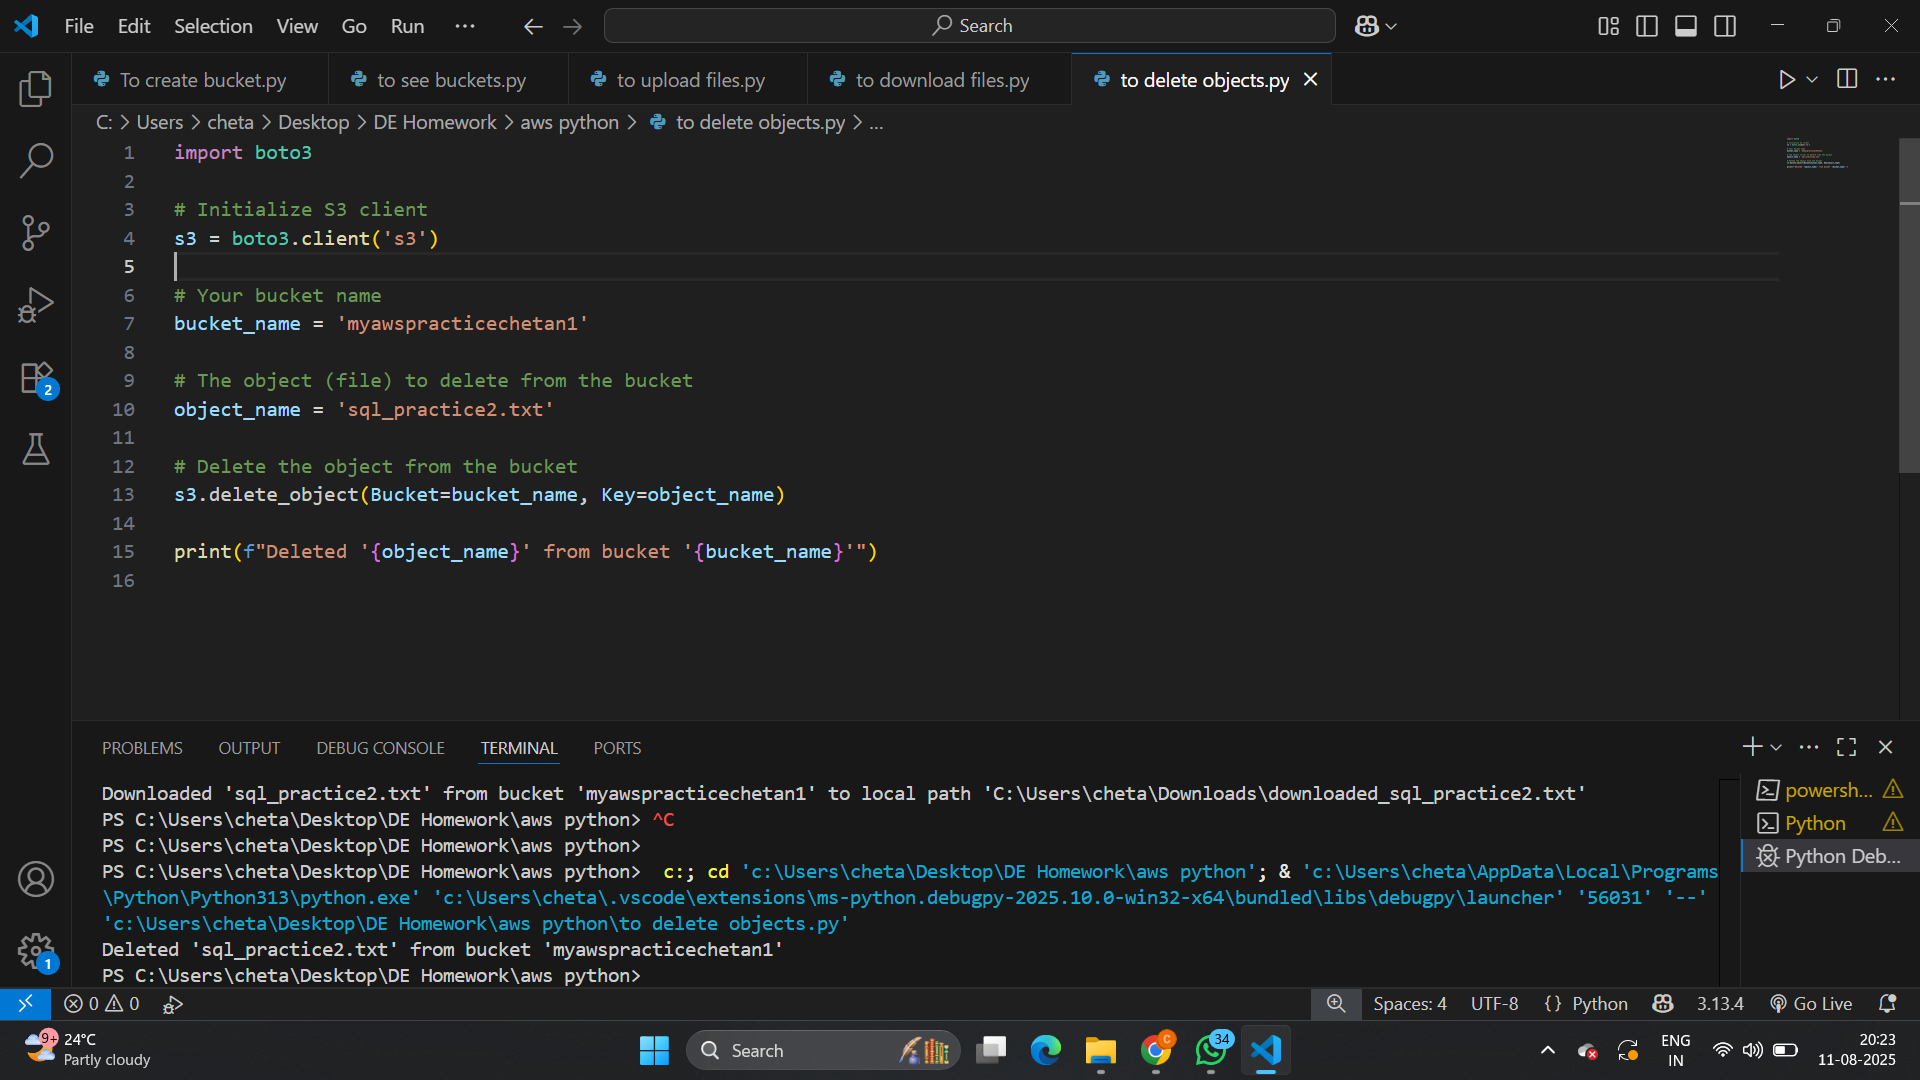 File Edit Selection View Go Run ··· Search
To create bucket.py to see buckets.py to upload files.py to download files.py to delete objects.py
C: > Users > cheta > Desktop > DE Homework > aws python > to delete objects.py > ...
1 import boto3
2
3 # Initialize S3 client
4 s3 = boto3.client('s3')
5
6 # Your bucket name
7 bucket_name = 'myawspracticechetan1'
8
9 # The object (file) to delete from the bucket
10 object_name = 'sql_practice2.txt'
11
12 # Delete the object from the bucket
13 s3.delete_object(Bucket=bucket_name, Key=object_name)
14
15 print(f"Deleted '{object_name}' from bucket '{bucket_name}'")
16
2
1
PROBLEMS OUTPUT DEBUG CONSOLE TERMINAL PORTS
Downloaded 'sql_practice2.txt' from bucket 'myawspracticechetan1' to local path 'C:\Users\cheta\Downloads\downloaded_sql_practice2.txt'
PS C:\Users\cheta\Desktop\DE Homework\aws python> ^C
PS C:\Users\cheta\Desktop\DE Homework\aws python>
PS C:\Users\cheta\Desktop\DE Homework\aws python>  c:; cd 'c:\Users\cheta\Desktop\DE Homework\aws python'; & 'c:\Users\cheta\AppData\Local\Programs
\Python\Python313\python.exe' 'c:\Users\cheta\.vscode\extensions\ms-python.debugpy-2025.10.0-win32-x64\bundled\libs\debugpy\launcher' '56031' '--'
'c:\Users\cheta\Desktop\DE Homework\aws python\to delete objects.py'
Deleted 'sql_practice2.txt' from bucket 'myawspracticechetan1'
PS C:\Users\cheta\Desktop\DE Homework\aws python>
powersh...
Python
Python Deb...
0 0 Spaces: 4 UTF-8 {} Python 3.13.4 Go Live
9+ 24°C
Partly cloudy
Search
C
34
ENG
IN
20:23
11-08-2025